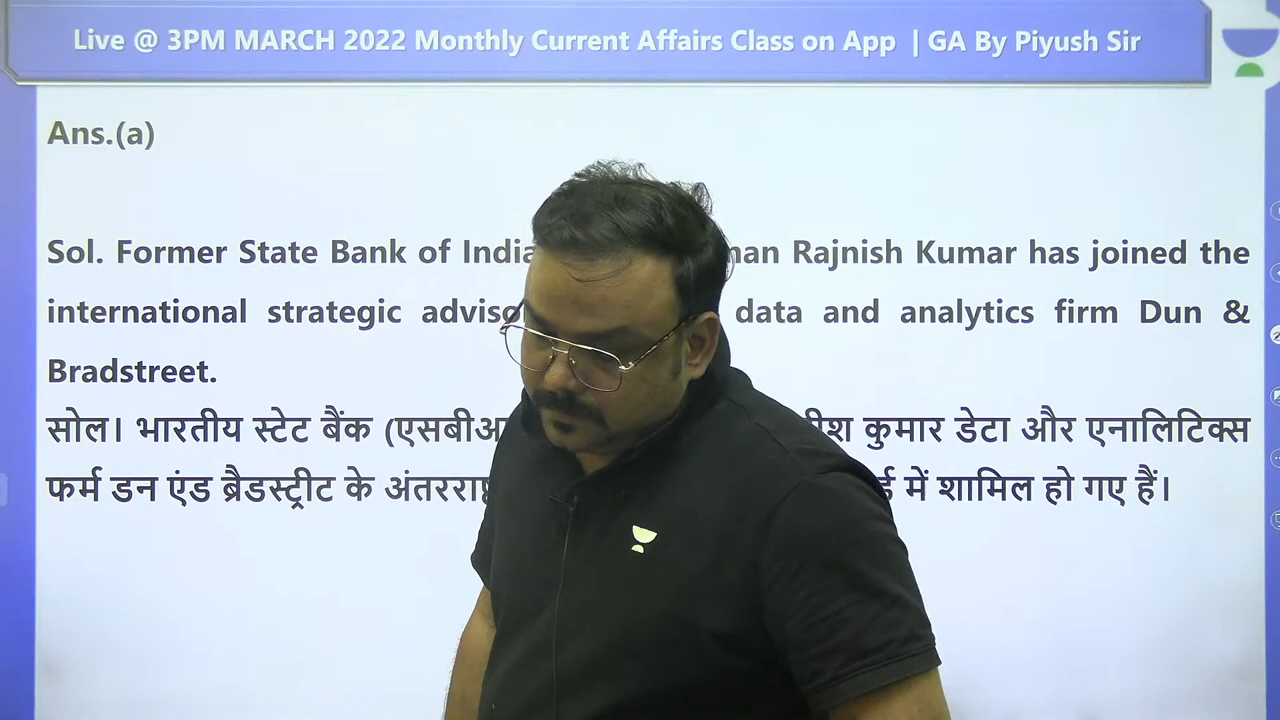 Live @ 3PM MARCH 2022 Monthly Current Affairs Class on App | GA By Piyush Sir
Ans.(a)
Sol. Former State Bank of India Rajnish Kumar has joined the
international strategic data and analytics firm Dun &
Bradstreet.
सोल। भारतीय स्टेट बैंक कुमार डेटा और एनालिटिक्स
फर्म डन एंड ब्रैडस्ट्रीट के में शामिल हो गए हैं।